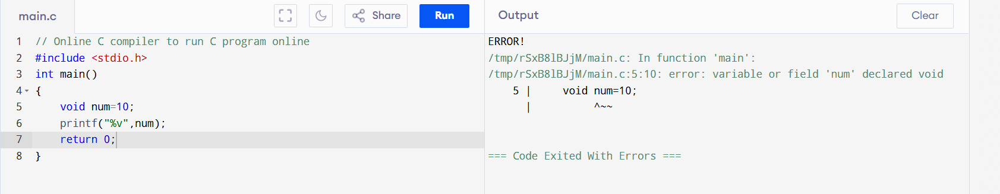 main.c
Share
Run
1 // Online C compiler to run C program online
2 #include <stdio.h>
3 int main()
4 {
5     void num=10;
6     printf("%v",num);
7     return 0;
8 }
Output
Clear
ERROR!
/tmp/rSxB8lBJjM/main.c: In function 'main':
/tmp/rSxB8lBJjM/main.c:5:10: error: variable or field 'num' declared void
    5 |     void num=10;
      |          ^~~
=== Code Exited With Errors ===